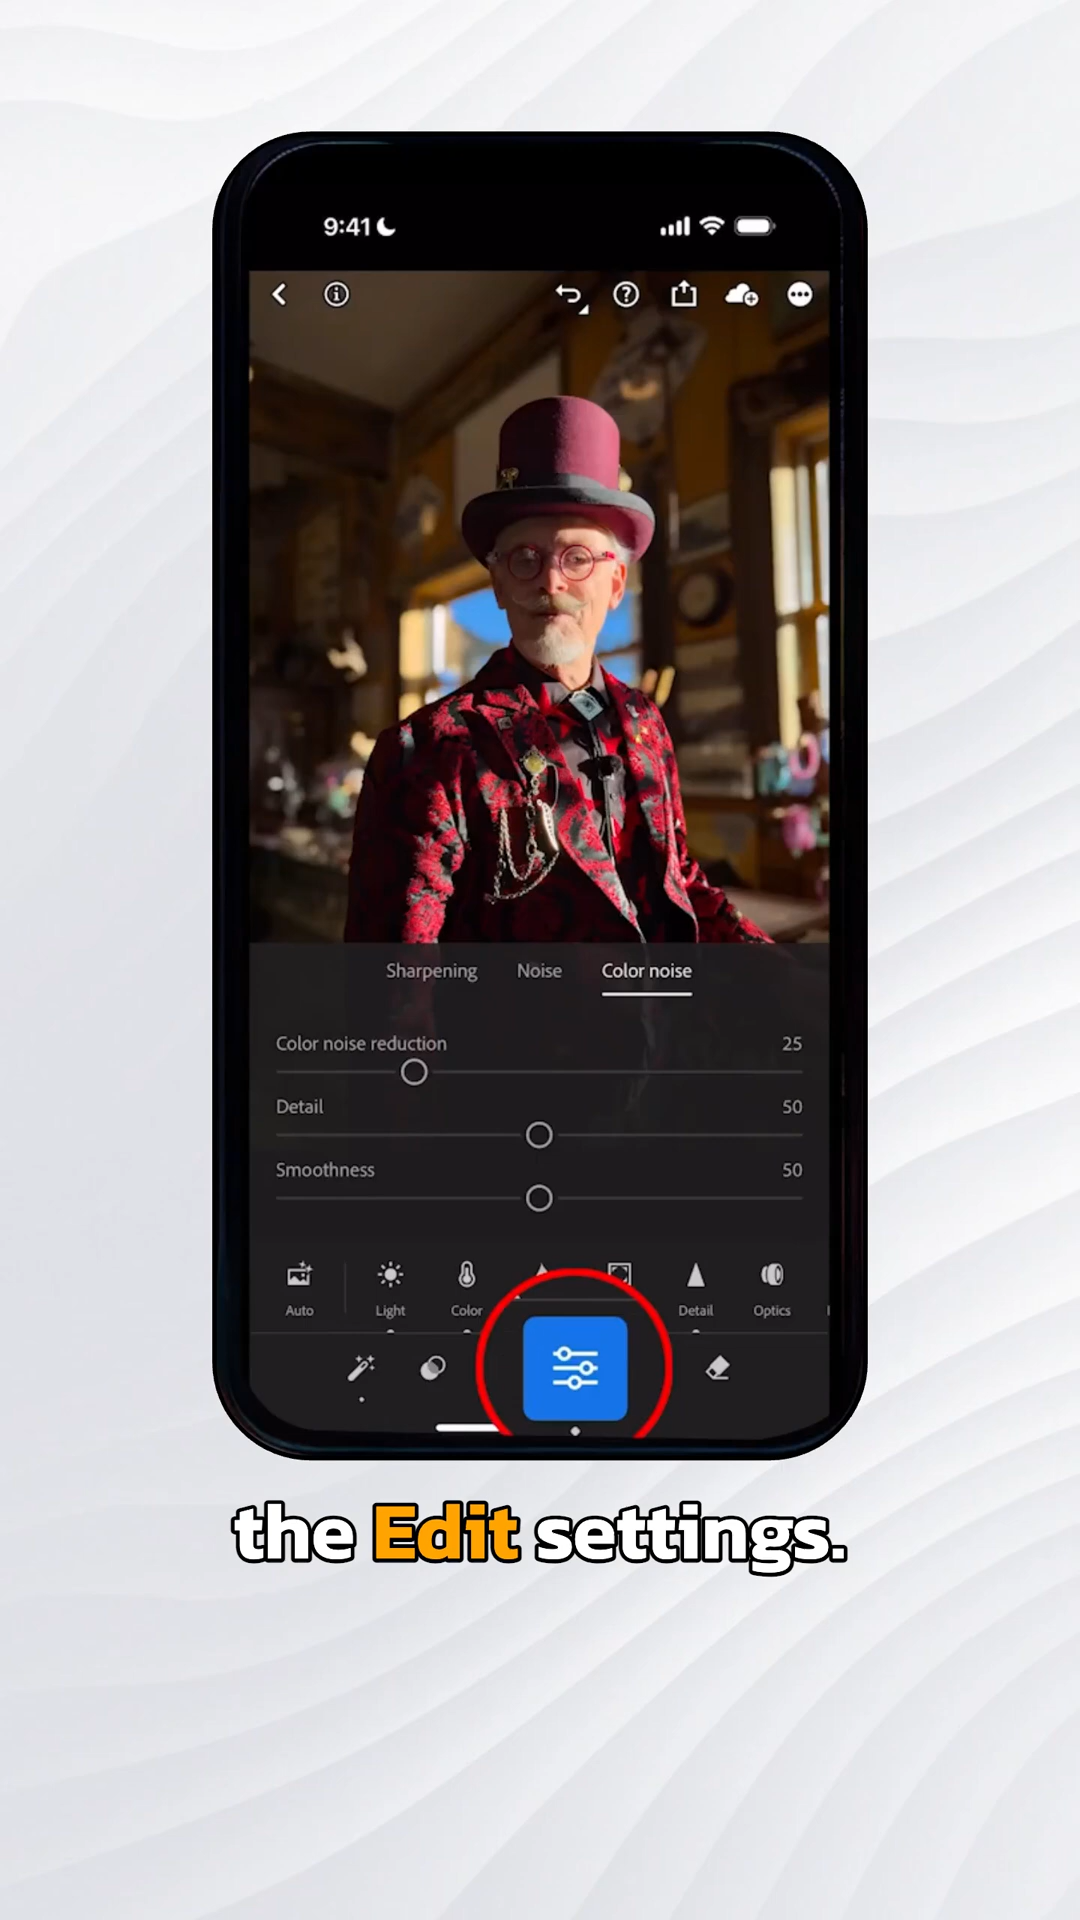 9:41
Sharpening Noise Color noise
Color noise reduction 25
Detail 50
Smoothness 50
Auto Light Color Detail Optics
the Edit settings.